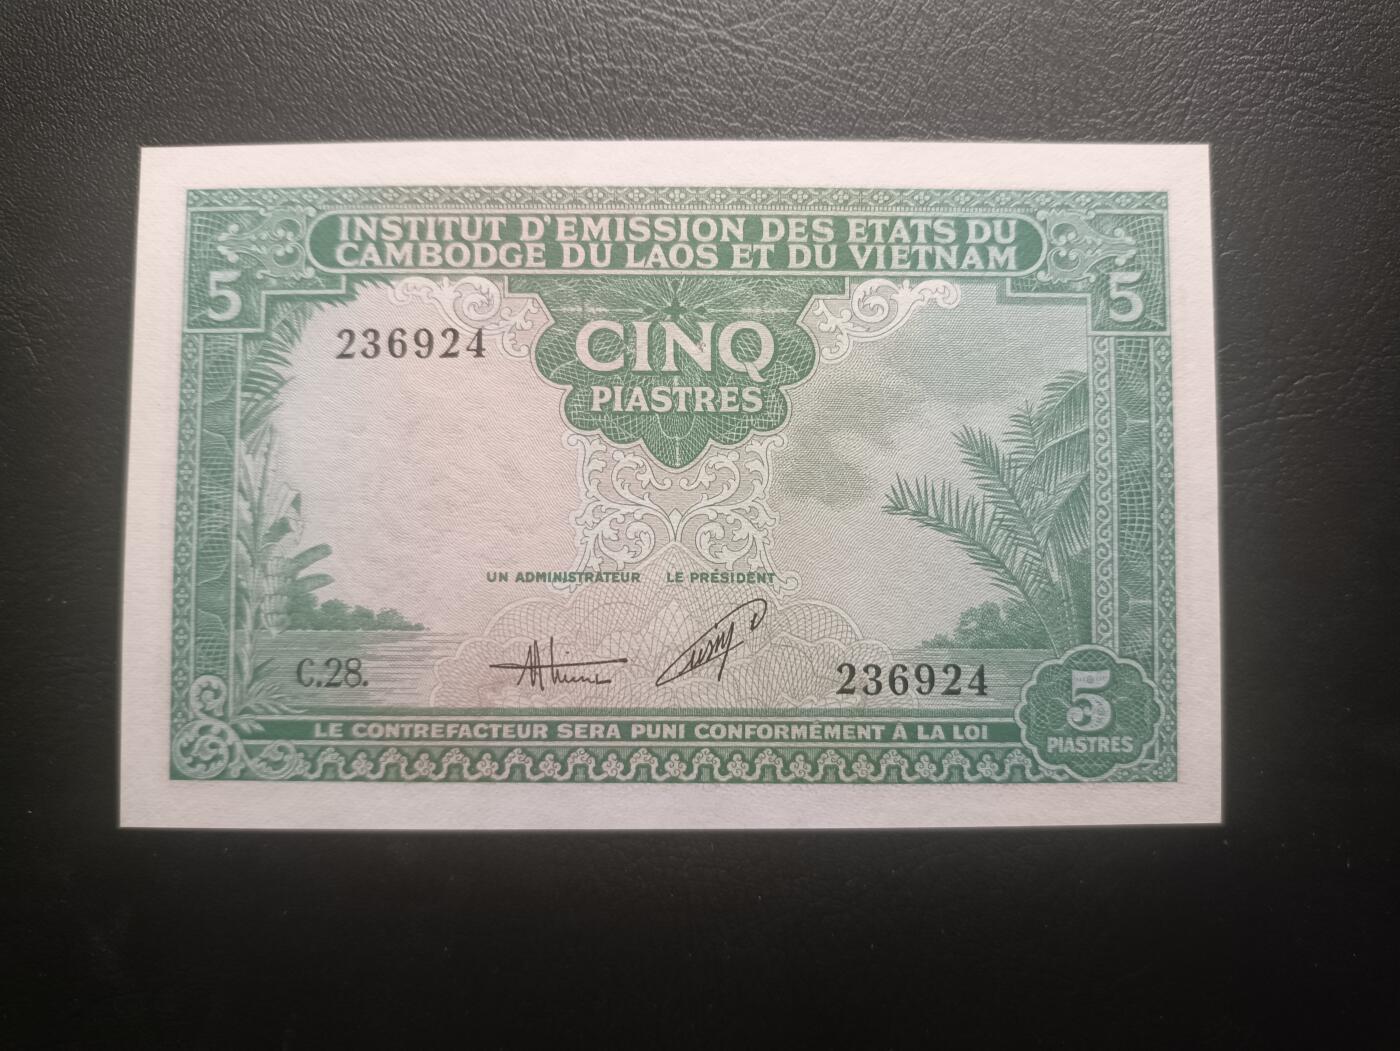 INSTITUT D'EMISSION DES ETATS DU
CAMBODGE DU LAOS ET DU VIETNAM
5
5
236924
CINQ
PIASTRES
UN ADMINISTRATEUR LE PRÉSIDENT
C.28.
236924
5
PIASTRES
LE CONTREFACTEUR SERA PUNI CONFORMÉMENT À LA LOI